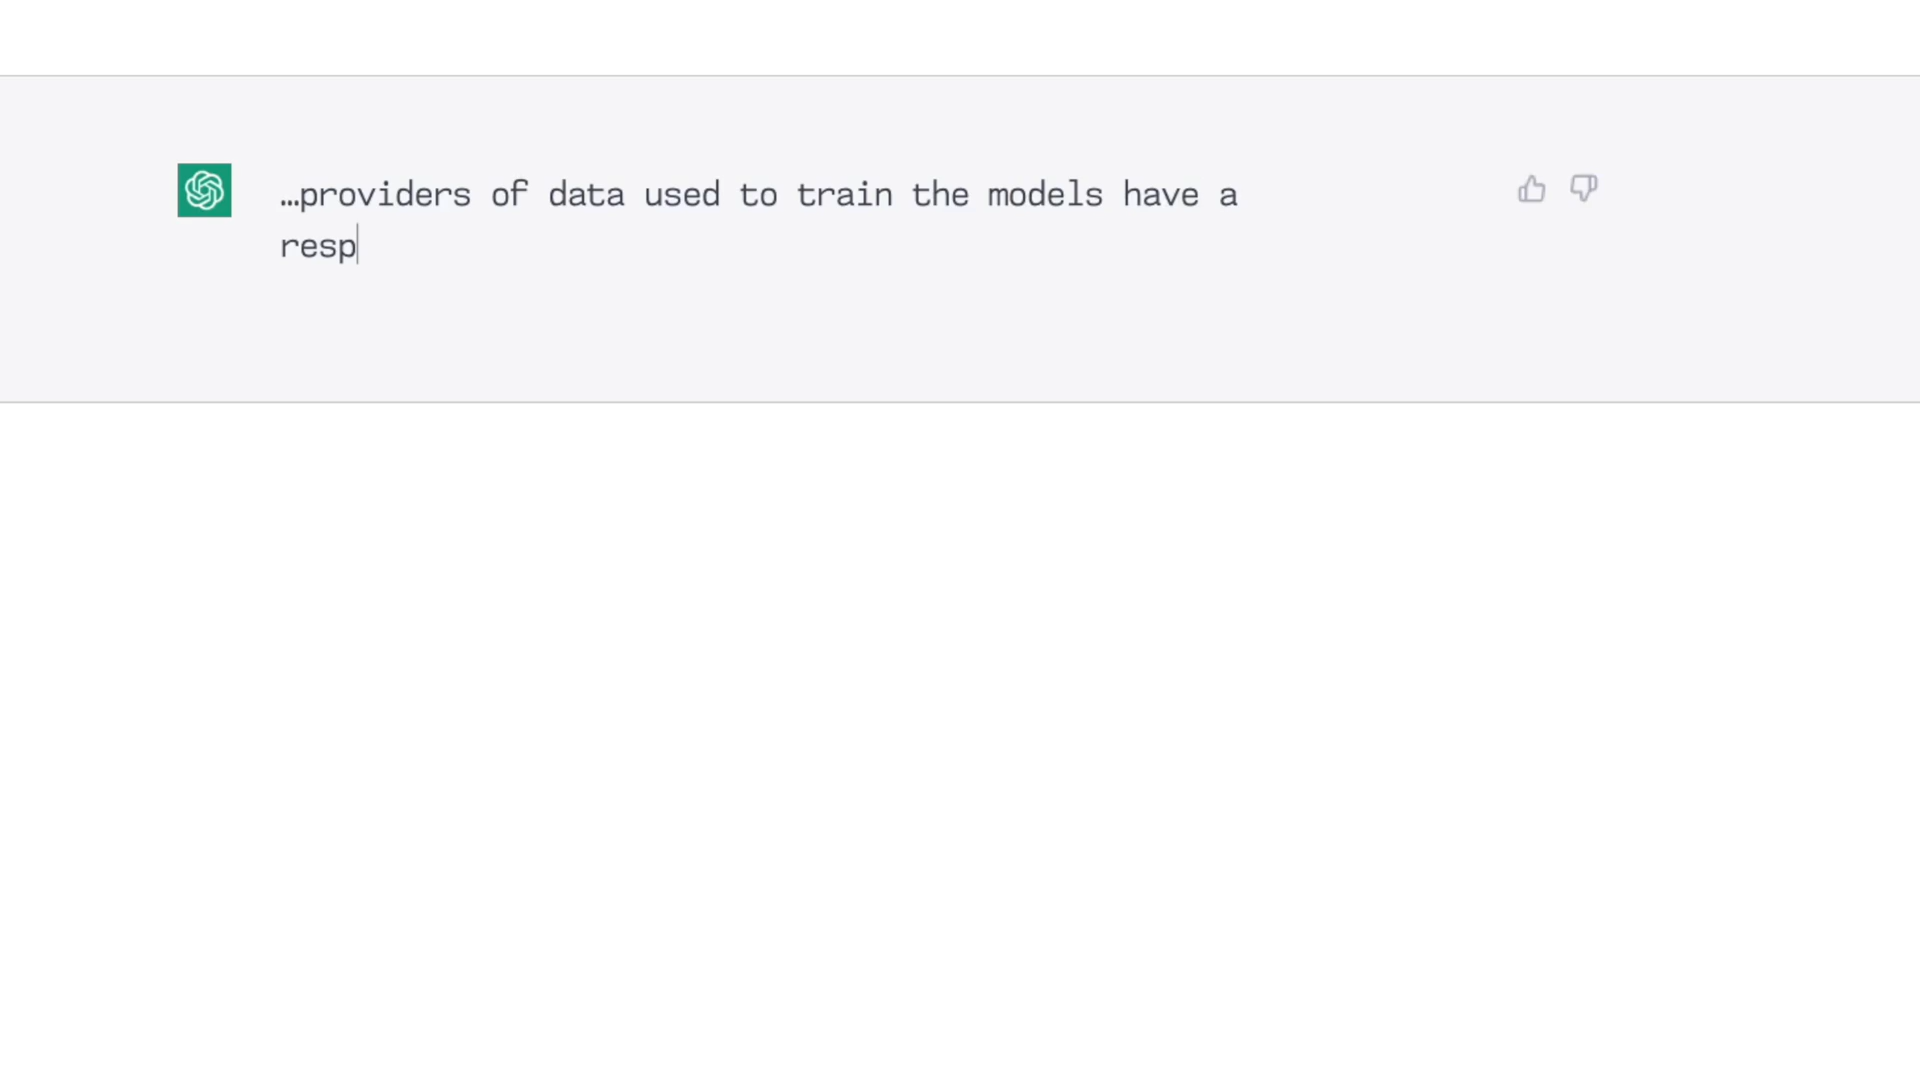 …providers of data used to train the models have a
resp